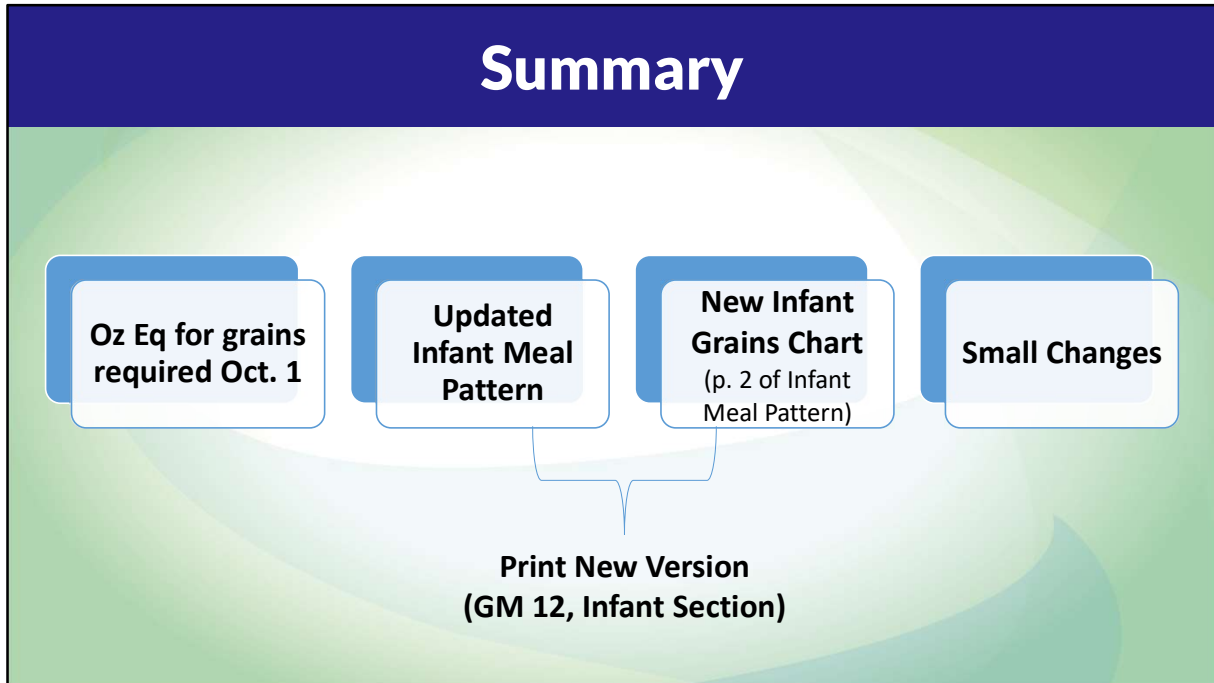 Summary
Oz Eq for grains
required Oct. 1
Updated
Infant Meal
Pattern
New Infant
Grains Chart
(p. 2 of Infant
Meal Pattern)
Small Changes
Print New Version
(GM 12, Infant Section)